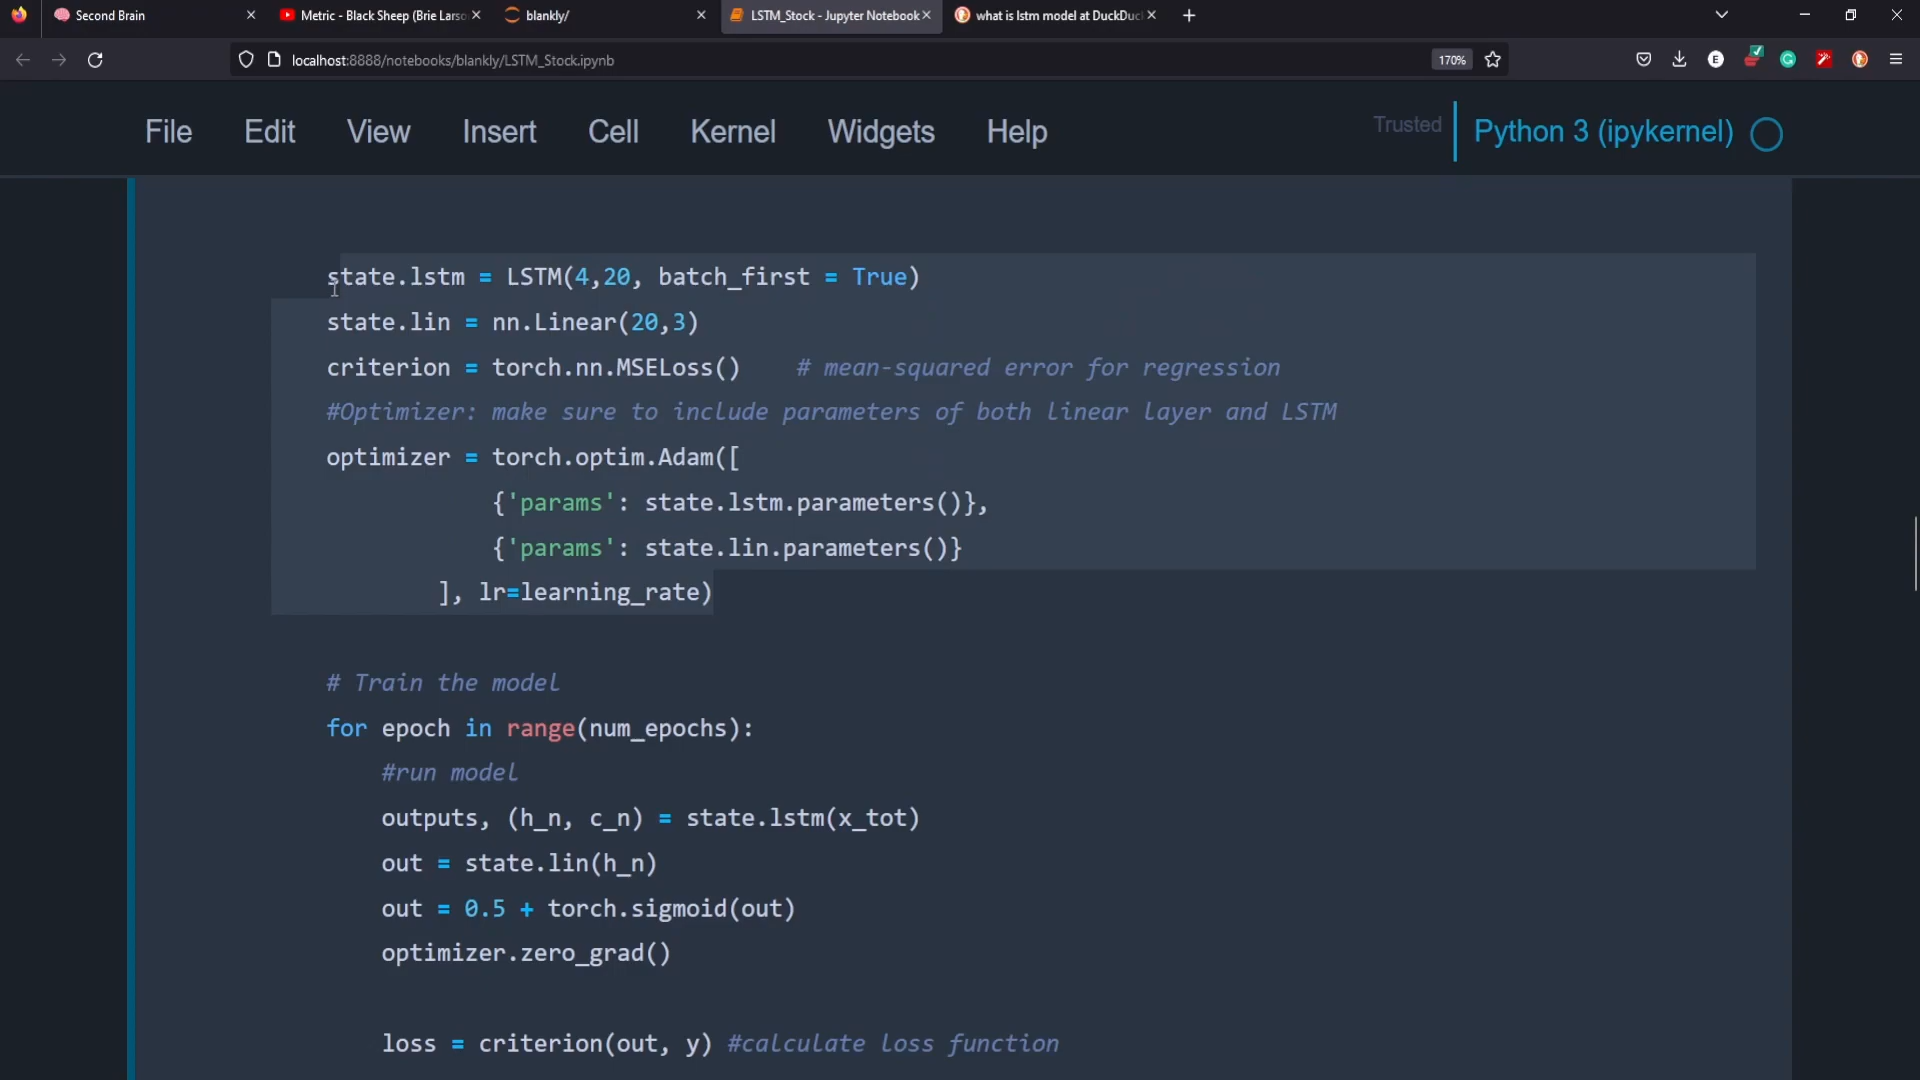 Second Brain
Metric - Black Sheep (Brie Larso
blankly/
LSTM_Stock - Jupyter Notebook
what is lstm model at DuckDuc
localhost:8888/notebooks/blankly/LSTM_Stock.ipynb
170%
File Edit View Insert Cell Kernel Widgets Help
Trusted
Python 3 (ipykernel)
state.lstm = LSTM(4,20, batch_first = True)
state.lin = nn.Linear(20,3)
criterion = torch.nn.MSELoss()    # mean-squared error for regression
#Optimizer: make sure to include parameters of both linear layer and LSTM
optimizer = torch.optim.Adam([
            {'params': state.lstm.parameters()},
            {'params': state.lin.parameters()}
        ], lr=learning_rate)
# Train the model
for epoch in range(num_epochs):
    #run model
    outputs, (h_n, c_n) = state.lstm(x_tot)
    out = state.lin(h_n)
    out = 0.5 + torch.sigmoid(out)
    optimizer.zero_grad()
    loss = criterion(out, y) #calculate loss function